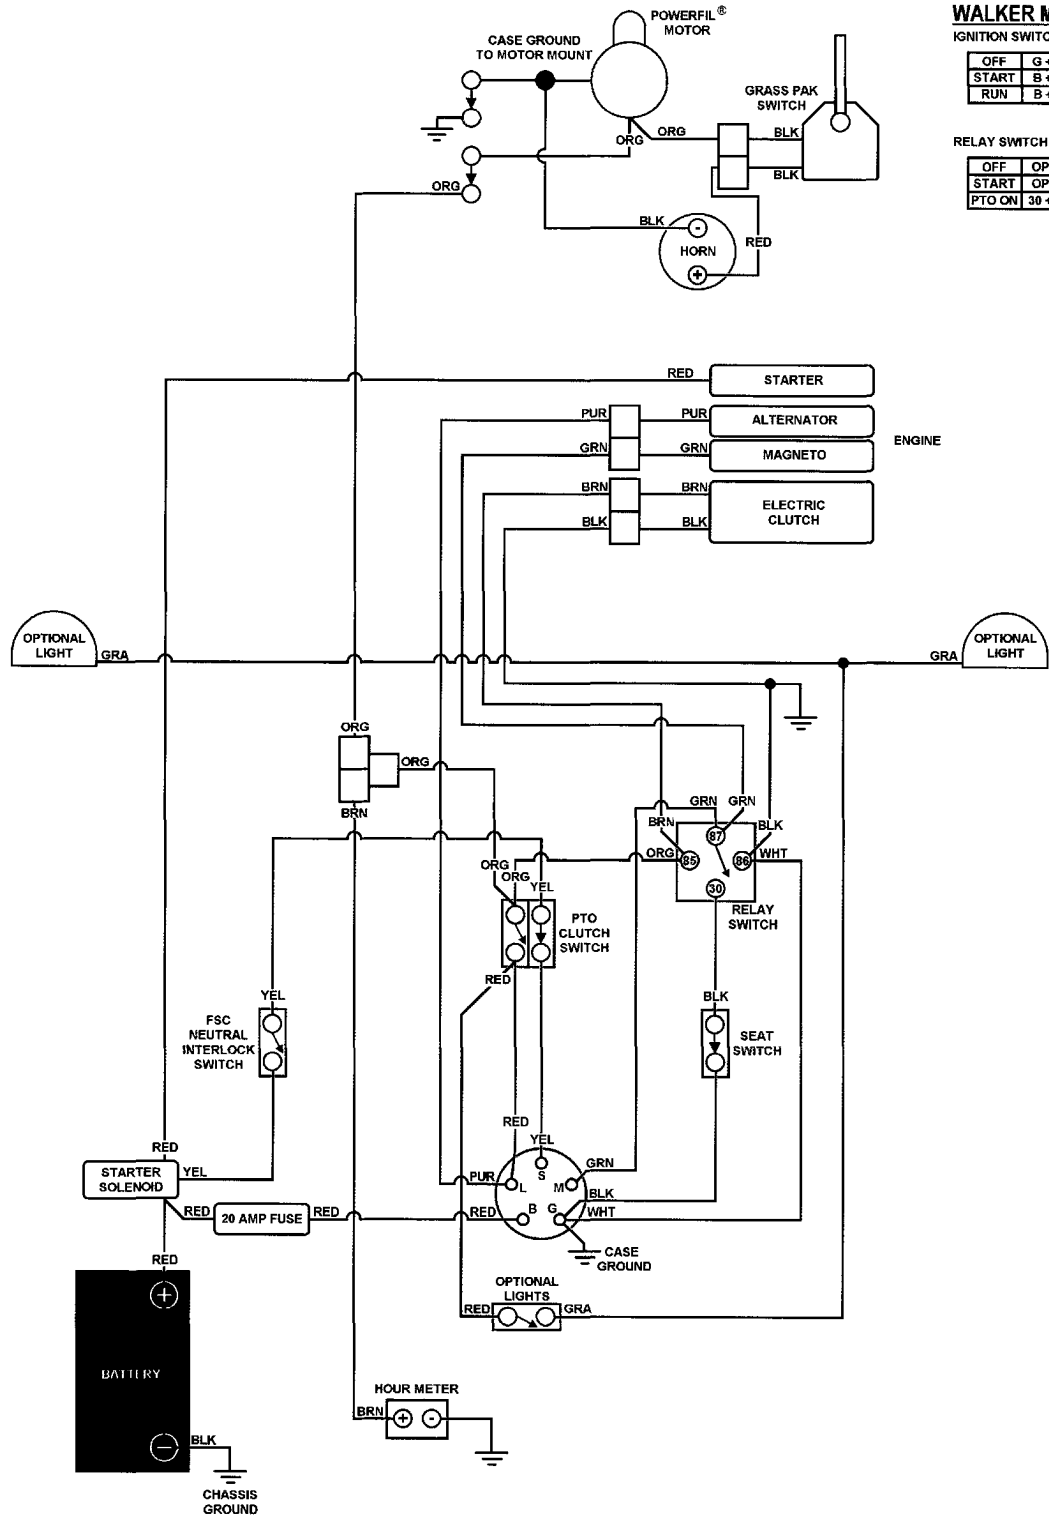 WALKER M
IGNITION SWITC
OFF G +
START B +
RUN B +
RELAY SWITCH
OFF OP
START OP
PTO ON 30 +
POWERFIL®
MOTOR
CASE GROUND
TO MOTOR MOUNT
GRASS PAK
SWITCH
ORG
ORG
BLK
BLK
ORG
BLK
-
HORN
+
RED
RED
STARTER
PUR
PUR
ALTERNATOR
ENGINE
GRN
GRN
MAGNETO
BRN
BRN
ELECTRIC
CLUTCH
BLK
BLK
OPTIONAL
LIGHT
GRA
GRA
OPTIONAL
LIGHT
ORG
ORG
BRN
GRN
GRN
BRN
87
BLK
ORG
85
86
WHT
30
RELAY
SWITCH
ORG
ORG
YEL
PTO
CLUTCH
SWITCH
RED
YEL
FSC
NEUTRAL
INTERLOCK
SWITCH
BLK
SEAT
SWITCH
RED
RED
YEL
STARTER
SOLENOID
YEL
PUR
L
S
M
GRN
BLK
B
G
WHT
RED
20 AMP FUSE
RED
RED
CASE
GROUND
RED
+
BATTERY
−
BLK
CHASSIS
GROUND
OPTIONAL
LIGHTS
RED
GRA
HOUR METER
BRN
+
-